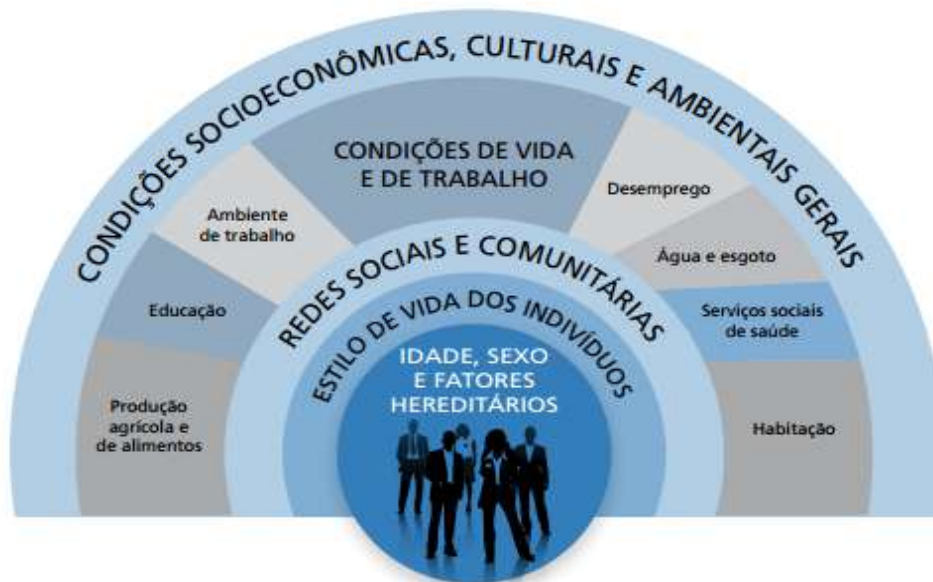 CONDIÇÕES SOCIOECONÔMICAS, CULTURAIS E AMBIENTAIS GERAIS
CONDIÇÕES DE VIDA
E DE TRABALHO
Produção
agrícola e
de alimentos
Educação
Ambiente
de trabalho
Desemprego
Água e esgoto
Serviços sociais
de saúde
Habitação
REDES SOCIAIS E COMUNITÁRIAS
ESTILO DE VIDA DOS INDIVÍDUOS
IDADE, SEXO
E FATORES
HEREDITÁRIOS